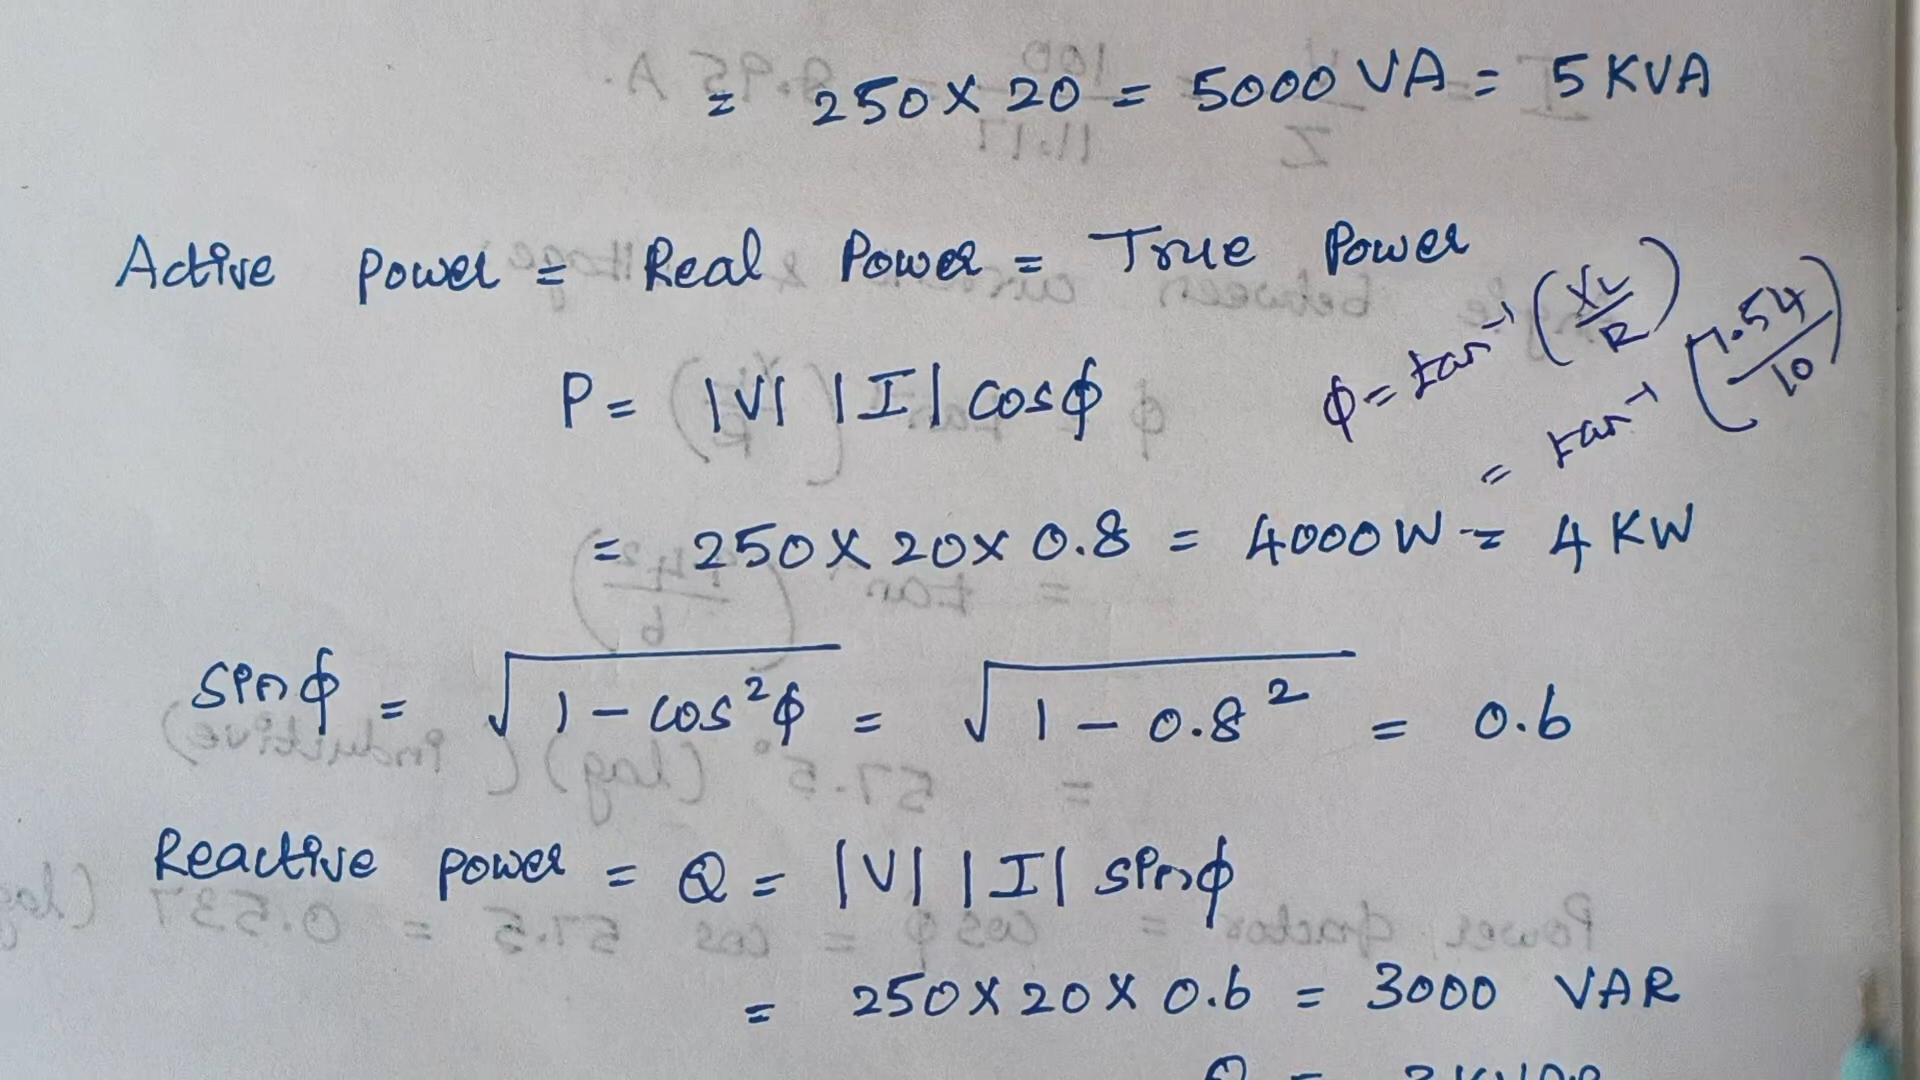 = 250 × 20 = 5000 VA = 5 KVA
Active power = Real Power = True Power
P = |V| |I| cosϕ
ϕ = tan⁻¹ (XL/R)
= tan⁻¹ (7.54/10)
= 250 × 20 × 0.8 = 4000 W = 4 KW
sinϕ = √(1 − cos²ϕ) = √(1 − 0.8²) = 0.6
Reactive power = Q = |V| |I| sinϕ
= 250 × 20 × 0.6 = 3000 VAR